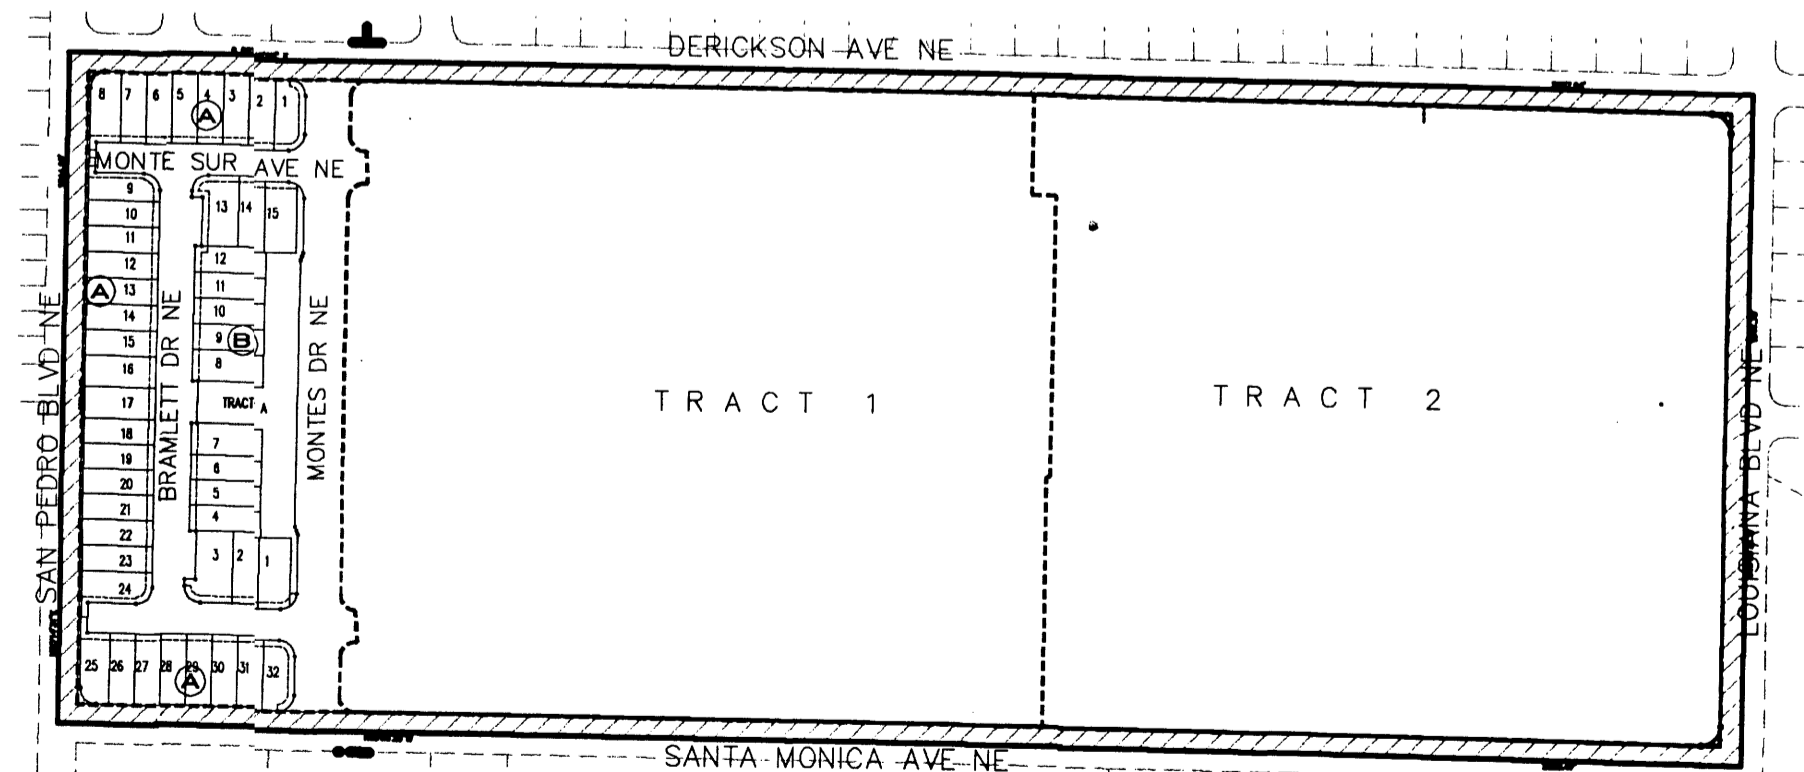 DERICKSON AVE NE
8 7 6 5 4 3 2 1
A
MONTE SUR AVE NE
9
10
11
12
13
14
15
16
17
18
19
20
21
22
23
24
A
SAN PEDRO BLVD NE
BRAMLETT DR NE
13 14 15
12
11
10
9
8
B
TRACT A
7
6
5
4
3 2 1
MONTES DR NE
TRACT 1
TRACT 2
LOUISIANNA BLVD NE
25 26 27 28 29 30 31 32
A
SANTA MONICA AVE NE